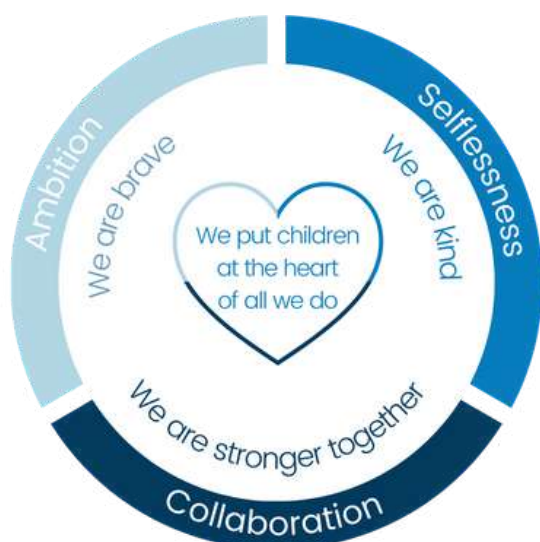 Ambition
We are brave
Selflessness
We are kind
We put children
at the heart
of all we do
We are stronger together
Collaboration